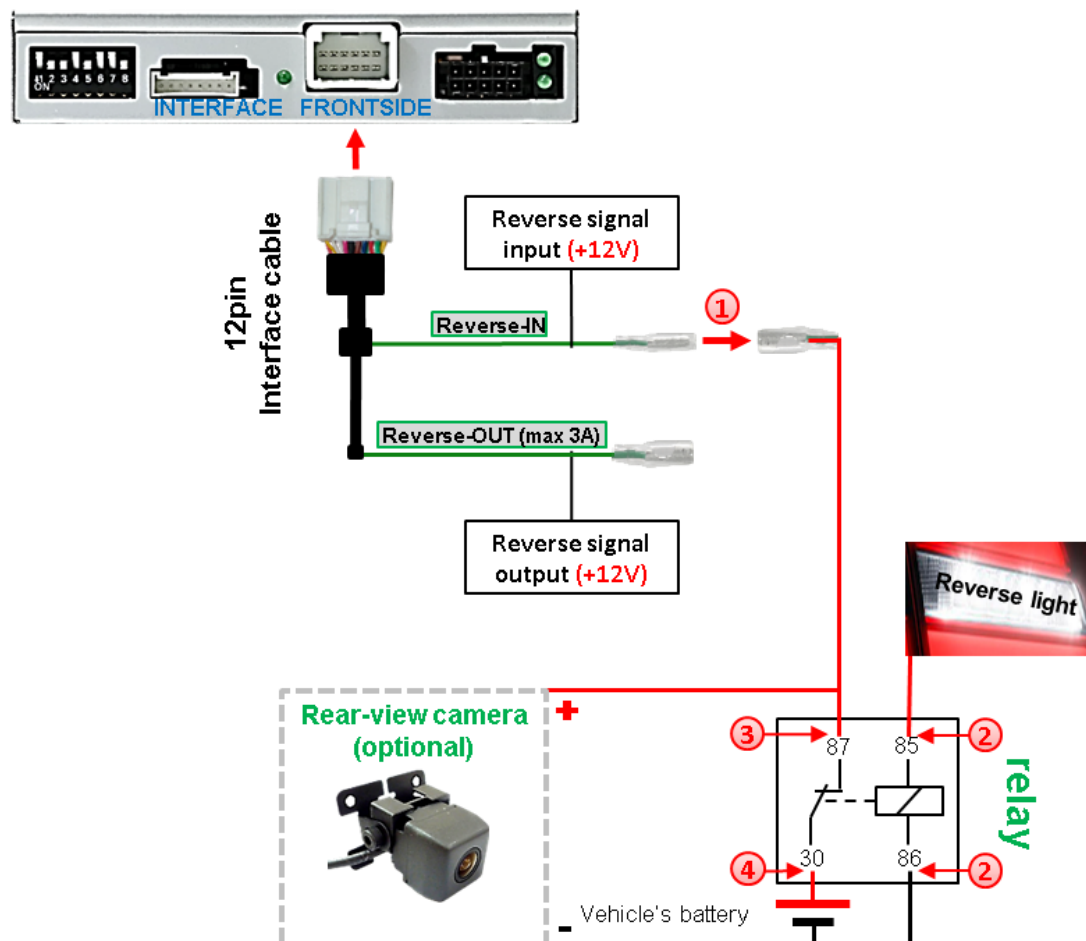 1 2 3 4 5 6 7 8
ON
INTERFACE FRONTSIDE
12pin
Interface cable
Reverse signal
input (+12V)
1
Reverse-IN
Reverse-OUT (max 3A)
Reverse signal
output (+12V)
Reverse light
Rear-view camera
(optional)
+
3
87
85
2
relay
4
30
86
2
- Vehicle's battery